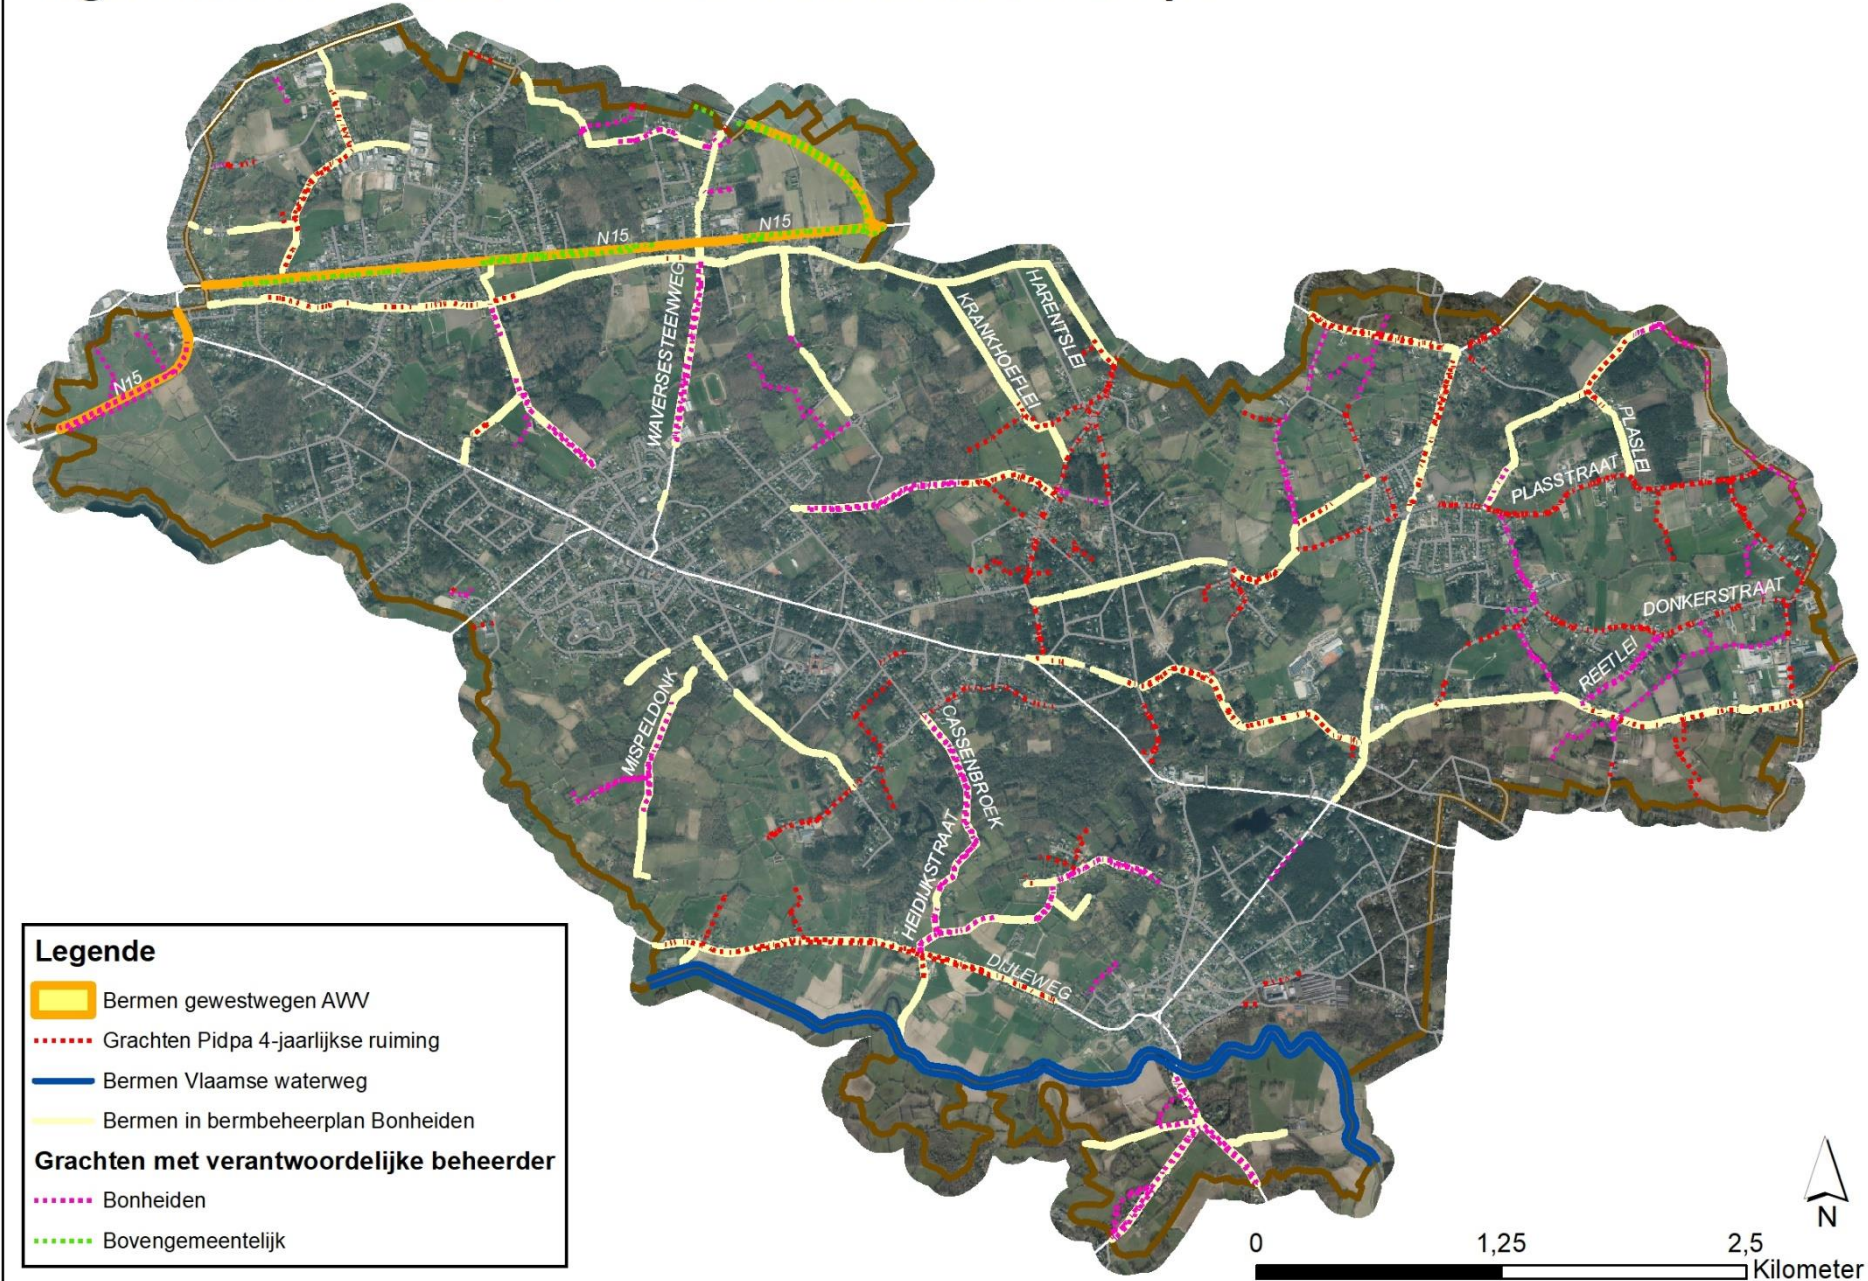 N15
N15
N15
WAVERSESTEENWEG
KRANKHOEFLEI
HARENTSLEI
PLASLEI
PLASSTRAAT
DONKERSTRAAT
REETLEI
MISPELDONK
CASSENBROEK
HEIDIJKSTRAAT
DIJLEWEG
Legende
Bermen gewestwegen AWV
Grachten Pidpa 4-jaarlijkse ruiming
Bermen Vlaamse waterweg
Bermen in bermbeheerplan Bonheiden
Grachten met verantwoordelijke beheerder
Bonheiden
Bovengemeentelijk
N
0 1,25 2,5
Kilometer